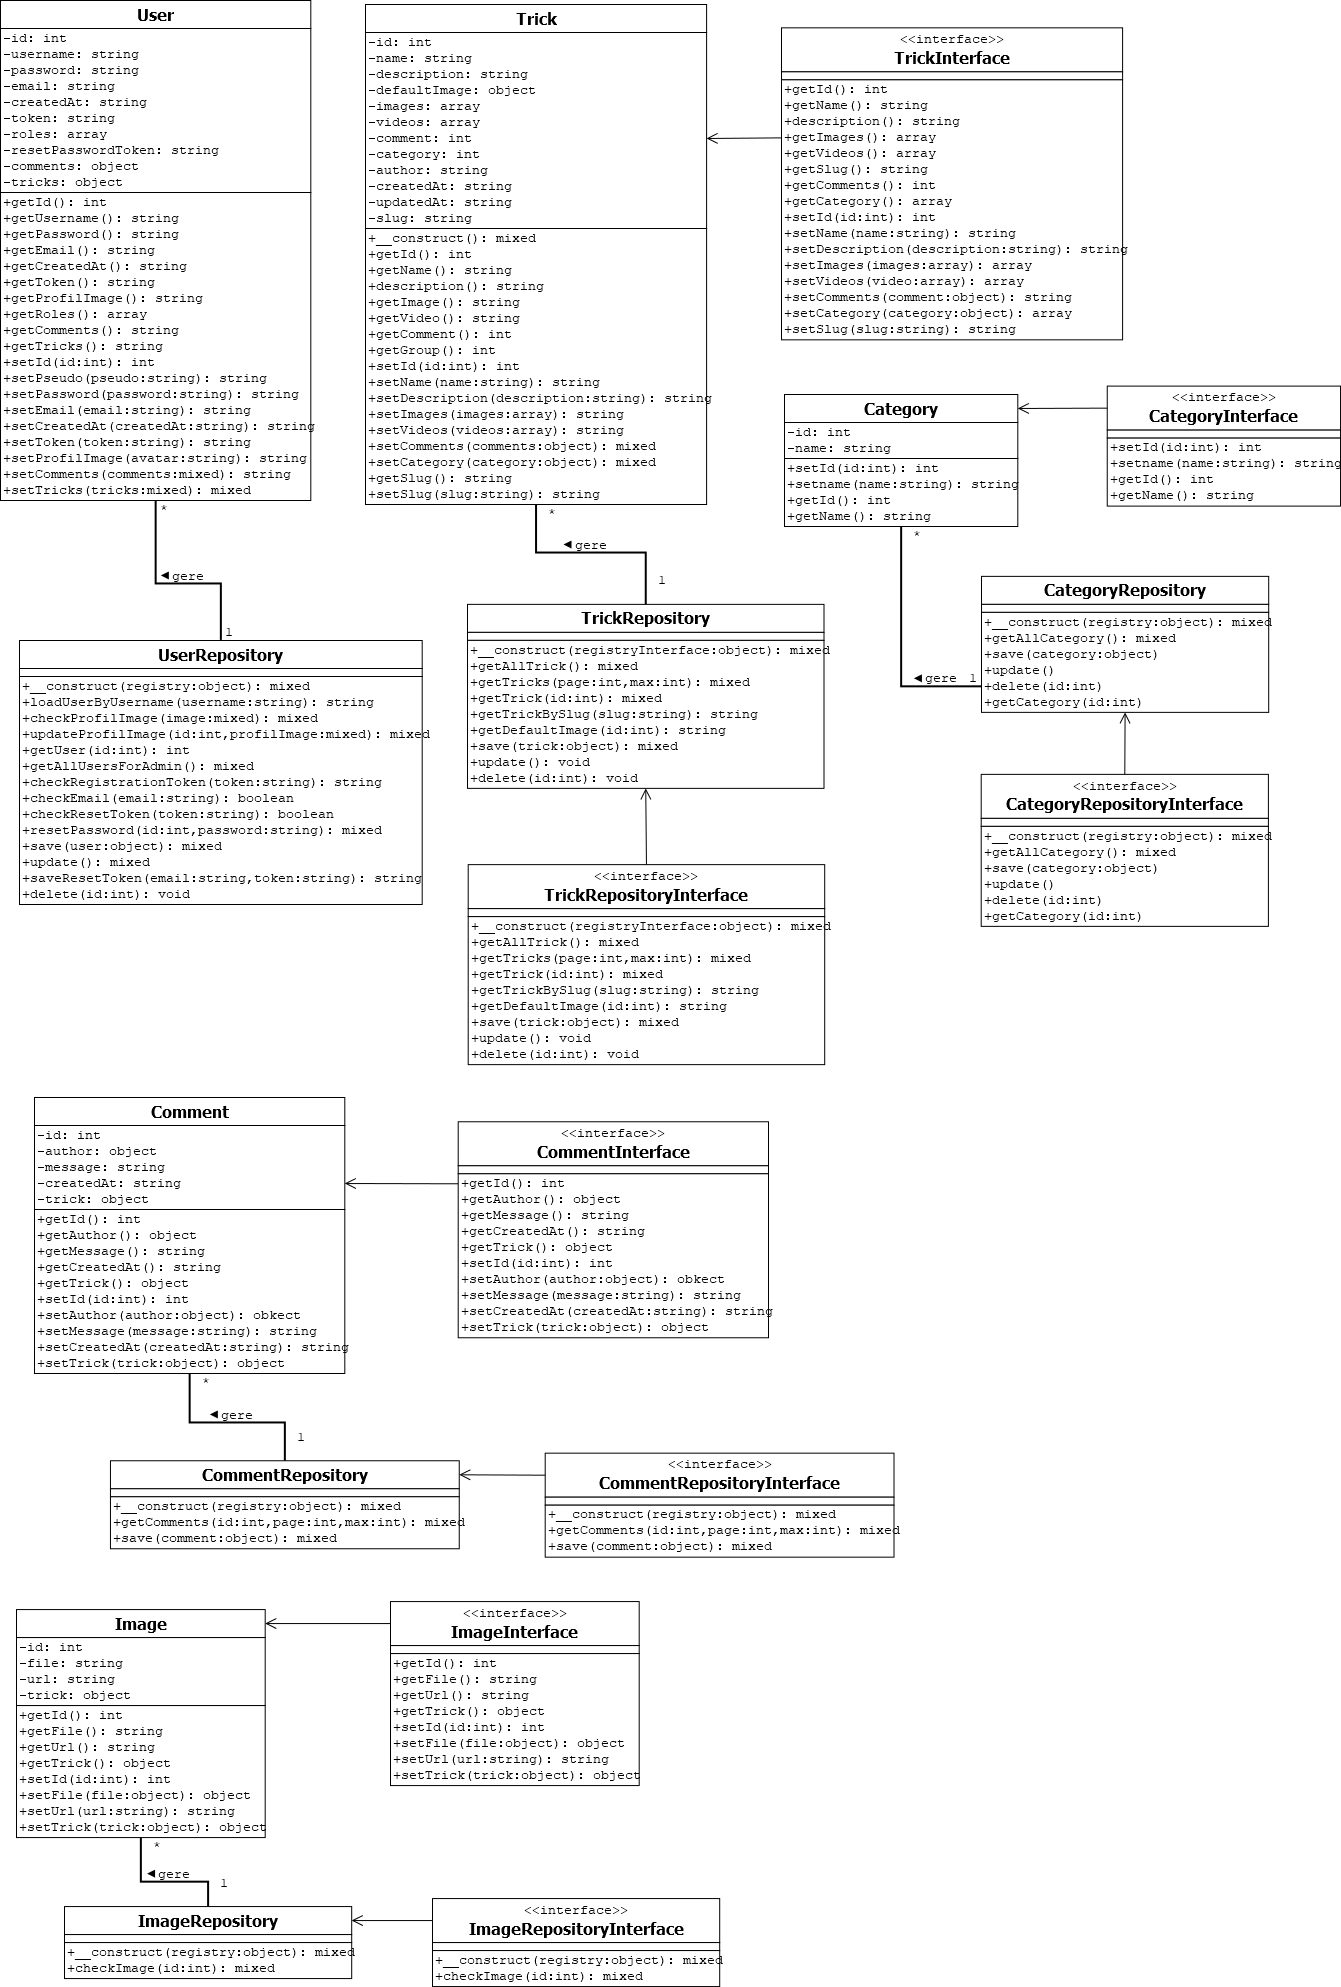 User
-id: int
-username: string
-password: string
-email: string
-createdAt: string
-token: string
-roles: array
-resetPasswordToken: string
-comments: object
-tricks: object
+getId(): int
+getUsername(): string
+getPassword(): string
+getEmail(): string
+getCreatedAt(): string
+getToken(): string
+getProfilImage(): string
+getRoles(): array
+getComments(): string
+getTricks(): string
+setId(id:int): int
+setPseudo(pseudo:string): string
+setPassword(password:string): string
+setEmail(email:string): string
+setCreatedAt(createdAt:string): string
+setToken(token:string): string
+setProfilImage(avatar:string): string
+setComments(comments:mixed): string
+setTricks(tricks:mixed): mixed
*
◄ gere
1
UserRepository
+__construct(registry:object): mixed
+loadUserByUsername(username:string): string
+checkProfilImage(image:mixed): mixed
+updateProfilImage(id:int,profilImage:mixed): mixed
+getUser(id:int): int
+getAllUsersForAdmin(): mixed
+checkRegistrationToken(token:string): string
+checkEmail(email:string): boolean
+checkResetToken(token:string): boolean
+resetPassword(id:int,password:string): mixed
+save(user:object): mixed
+update(): mixed
+saveResetToken(email:string,token:string): string
+delete(id:int): void
Trick
-id: int
-name: string
-description: string
-defaultImage: object
-images: array
-videos: array
-comment: int
-category: int
-author: string
-createdAt: string
-updatedAt: string
-slug: string
+__construct(): mixed
+getId(): int
+getName(): string
+description(): string
+getImage(): string
+getVideo(): string
+getComment(): int
+getGroup(): int
+setId(id:int): int
+setName(name:string): string
+setDescription(description:string): string
+setImages(images:array): string
+setVideos(videos:array): string
+setComments(comments:object): mixed
+setCategory(category:object): mixed
+getSlug(): string
+setSlug(slug:string): string
*
◄ gere
1
TrickRepository
+__construct(registryInterface:object): mixed
+getAllTrick(): mixed
+getTricks(page:int,max:int): mixed
+getTrick(id:int): mixed
+getTrickBySlug(slug:string): string
+getDefaultImage(id:int): string
+save(trick:object): mixed
+update(): void
+delete(id:int): void
<<interface>>
TrickRepositoryInterface
+__construct(registryInterface:object): mixed
+getAllTrick(): mixed
+getTricks(page:int,max:int): mixed
+getTrick(id:int): mixed
+getTrickBySlug(slug:string): string
+getDefaultImage(id:int): string
+save(trick:object): mixed
+update(): void
+delete(id:int): void
<<interface>>
TrickInterface
+getId(): int
+getName(): string
+description(): string
+getImages(): array
+getVideos(): array
+getSlug(): string
+getComments(): int
+getCategory(): array
+setId(id:int): int
+setName(name:string): string
+setDescription(description:string): string
+setImages(images:array): array
+setVideos(video:array): array
+setComments(comment:object): string
+setCategory(category:object): array
+setSlug(slug:string): string
Category
-id: int
-name: string
+setId(id:int): int
+setname(name:string): string
+getId(): int
+getName(): string
<<interface>>
CategoryInterface
+setId(id:int): int
+setname(name:string): string
+getId(): int
+getName(): string
*
◄ gere 1
CategoryRepository
+__construct(registry:object): mixed
+getAllCategory(): mixed
+save(category:object)
+update()
+delete(id:int)
+getCategory(id:int)
<<interface>>
CategoryRepositoryInterface
+__construct(registry:object): mixed
+getAllCategory(): mixed
+save(category:object)
+update()
+delete(id:int)
+getCategory(id:int)
Comment
-id: int
-author: object
-message: string
-createdAt: string
-trick: object
+getId(): int
+getAuthor(): object
+getMessage(): string
+getCreatedAt(): string
+getTrick(): object
+setId(id:int): int
+setAuthor(author:object): obkect
+setMessage(message:string): string
+setCreatedAt(createdAt:string): string
+setTrick(trick:object): object
<<interface>>
CommentInterface
+getId(): int
+getAuthor(): object
+getMessage(): string
+getCreatedAt(): string
+getTrick(): object
+setId(id:int): int
+setAuthor(author:object): obkect
+setMessage(message:string): string
+setCreatedAt(createdAt:string): string
+setTrick(trick:object): object
*
◄ gere
1
CommentRepository
+__construct(registry:object): mixed
+getComments(id:int,page:int,max:int): mixed
+save(comment:object): mixed
<<interface>>
CommentRepositoryInterface
+__construct(registry:object): mixed
+getComments(id:int,page:int,max:int): mixed
+save(comment:object): mixed
Image
-id: int
-file: string
-url: string
-trick: object
+getId(): int
+getFile(): string
+getUrl(): string
+getTrick(): object
+setId(id:int): int
+setFile(file:object): object
+setUrl(url:string): string
+setTrick(trick:object): object
<<interface>>
ImageInterface
+getId(): int
+getFile(): string
+getUrl(): string
+getTrick(): object
+setId(id:int): int
+setFile(file:object): object
+setUrl(url:string): string
+setTrick(trick:object): object
*
◄ gere
1
ImageRepository
+__construct(registry:object): mixed
+checkImage(id:int): mixed
<<interface>>
ImageRepositoryInterface
+__construct(registry:object): mixed
+checkImage(id:int): mixed